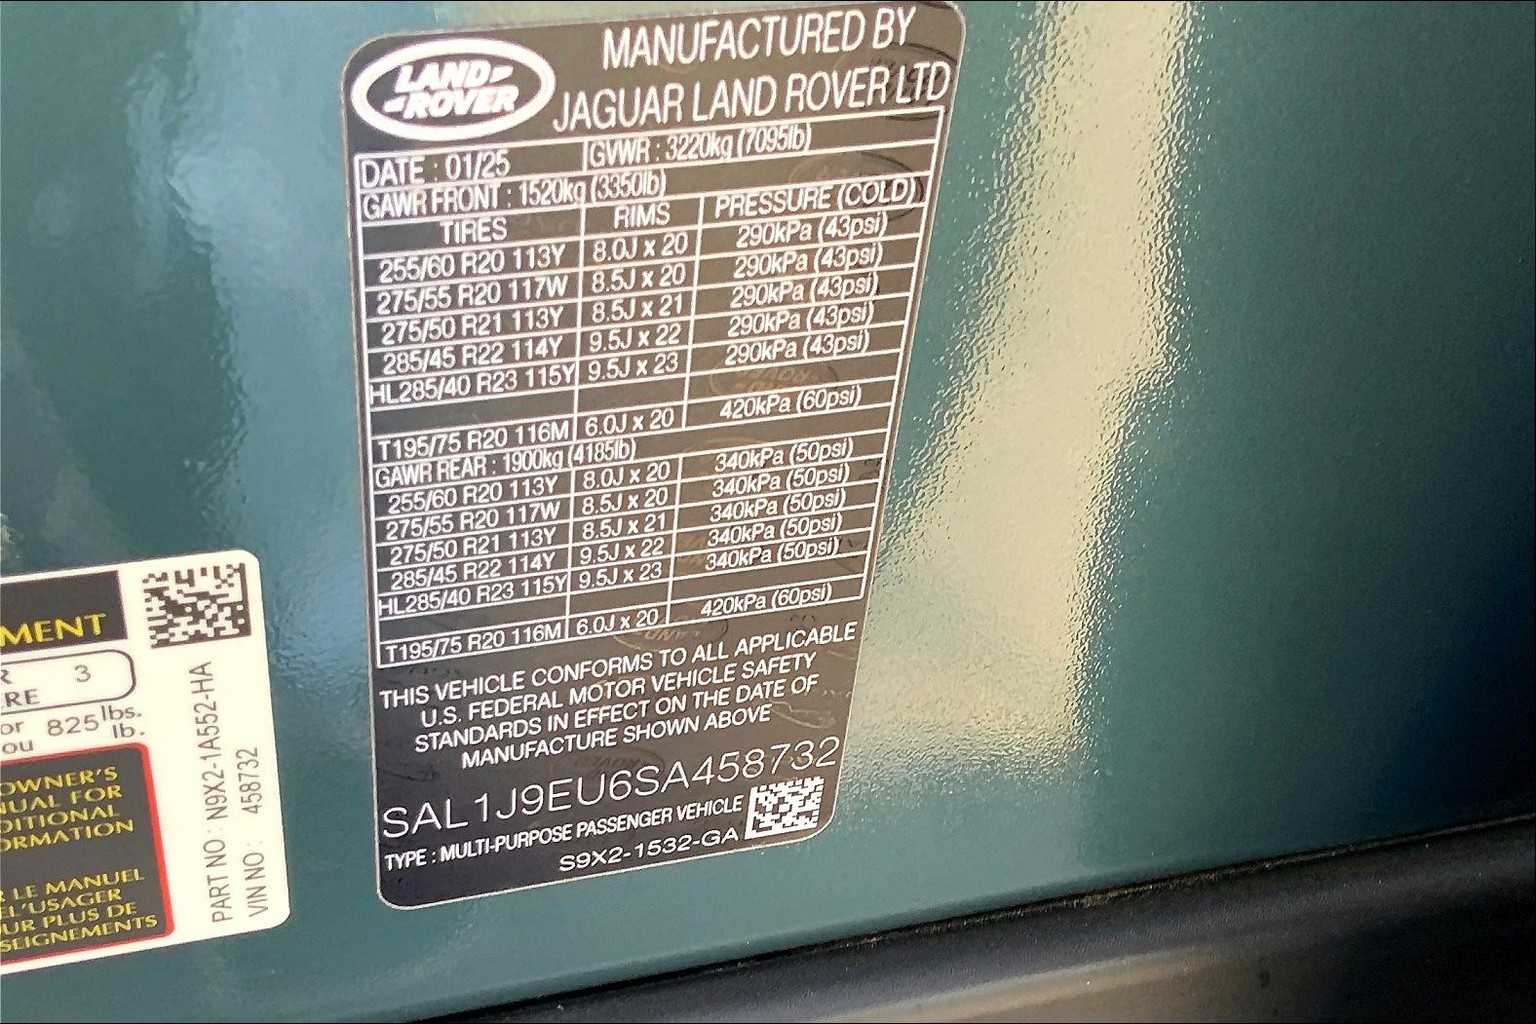 LAND
ROVER
MANUFACTURED BY
JAGUAR LAND ROVER LTD
DATE : 01/25 GVWR : 3220kg (7095lb)
GAWR FRONT : 1520kg (3350lb)
TIRES RIMS PRESSURE (COLD)
255/60 R20 113Y 8.0J x 20 290kPa (43psi)
275/55 R20 117W 8.5J x 20 290kPa (43psi)
275/50 R21 113Y 8.5J x 21 290kPa (43psi)
285/45 R22 114Y 9.5J x 22 290kPa (43psi)
HL285/40 R23 115Y 9.5J x 23 290kPa (43psi)
T195/75 R20 116M 6.0J x 20 420kPa (60psi)
GAWR REAR : 1900kg (4185lb)
255/60 R20 113Y 8.0J x 20 340kPa (50psi)
275/55 R20 117W 8.5J x 20 340kPa (50psi)
275/50 R21 113Y 8.5J x 21 340kPa (50psi)
285/45 R22 114Y 9.5J x 22 340kPa (50psi)
HL285/40 R23 115Y 9.5J x 23 340kPa (50psi)
T195/75 R20 116M 6.0J x 20 420kPa (60psi)
THIS VEHICLE CONFORMS TO ALL APPLICABLE
U.S. FEDERAL MOTOR VEHICLE SAFETY
STANDARDS IN EFFECT ON THE DATE OF
MANUFACTURE SHOWN ABOVE
SAL1J9EU6SA458732
TYPE : MULTI-PURPOSE PASSENGER VEHICLE
S9X2-1532-GA
MENT
R 3
RE
or 825 lbs.
ou lb.
OWNER'S
NUAL FOR
DITIONAL
ORMATION
R LE MANUEL
EL'USAGER
UR PLUS DE
SEIGNEMENTS
PART NO : N9X2-1A552-HA
VIN NO : 458732